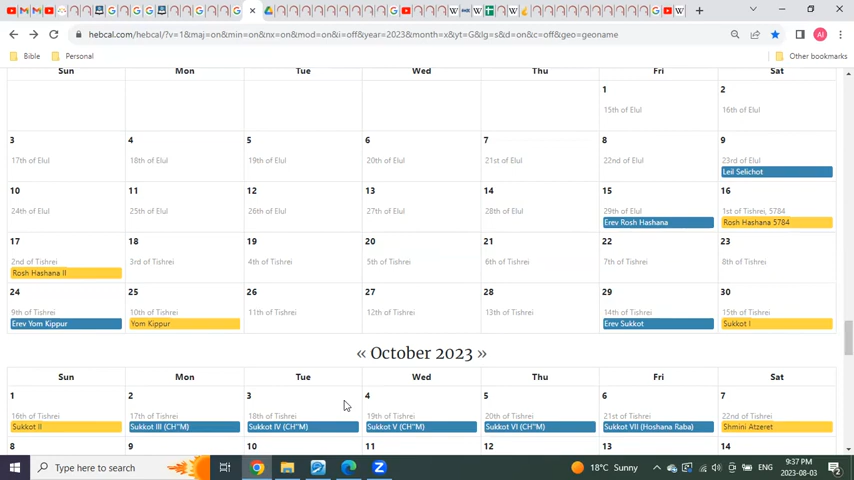 hebcal.com/hebcal/?v=1&maj=on&min=on&nx=on&mod=on&i=off&year=2023&month=x&yt=G&lg=s&d=on&c=off&geo=geoname
AI
Bible Personal Other bookmarks
Sun Mon Tue Wed Thu Fri Sat
1 2
15th of Elul 16th of Elul
3 4 5 6 7 8 9
17th of Elul 18th of Elul 19th of Elul 20th of Elul 21st of Elul 22nd of Elul 23rd of Elul
Leil Selichot
10 11 12 13 14 15 16
24th of Elul 25th of Elul 26th of Elul 27th of Elul 28th of Elul 29th of Elul 1st of Tishrei, 5784
Erev Rosh Hashana Rosh Hashana 5784
17 18 19 20 21 22 23
2nd of Tishrei 3rd of Tishrei 4th of Tishrei 5th of Tishrei 6th of Tishrei 7th of Tishrei 8th of Tishrei
Rosh Hashana II
24 25 26 27 28 29 30
9th of Tishrei 10th of Tishrei 11th of Tishrei 12th of Tishrei 13th of Tishrei 14th of Tishrei 15th of Tishrei
Erev Yom Kippur Yom Kippur Erev Sukkot Sukkot I
« October 2023 »
Sun Mon Tue Wed Thu Fri Sat
1 2 3 4 5 6 7
16th of Tishrei 17th of Tishrei 18th of Tishrei 19th of Tishrei 20th of Tishrei 21st of Tishrei 22nd of Tishrei
Sukkot II Sukkot III (CH"M) Sukkot IV (CH"M) Sukkot V (CH"M) Sukkot VI (CH"M) Sukkot VII (Hoshana Raba) Shmini Atzeret
8 9 10 11 12 13 14
Type here to search 18°C Sunny ENG 9:37 PM
2023-08-03 2